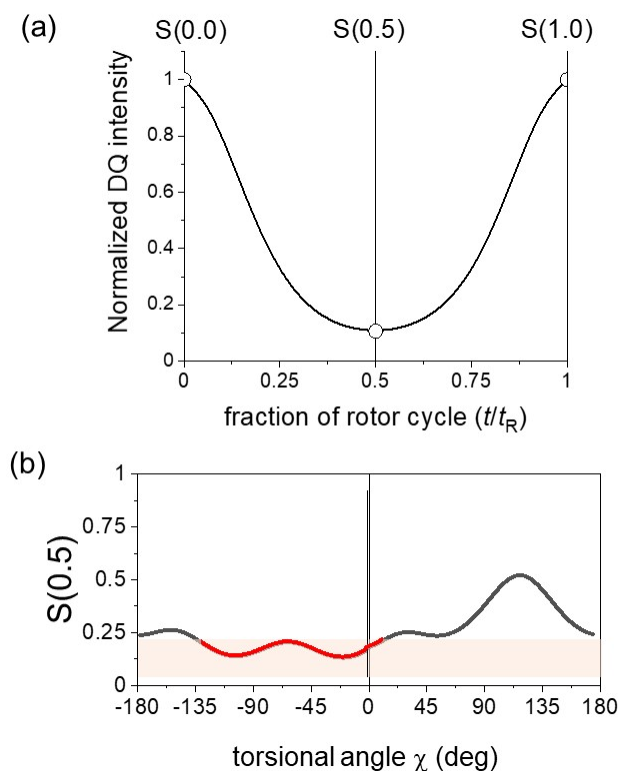 (a)
S(0.0) S(0.5) S(1.0)
Normalized DQ intensity
1
0.8
0.6
0.4
0.2
0
0 0.25 0.5 0.75 1
fraction of rotor cycle (t/tR)
(b)
S(0.5)
1
0.75
0.5
0.25
0
-180 -135 -90 -45 0 45 90 135 180
torsional angle χ (deg)